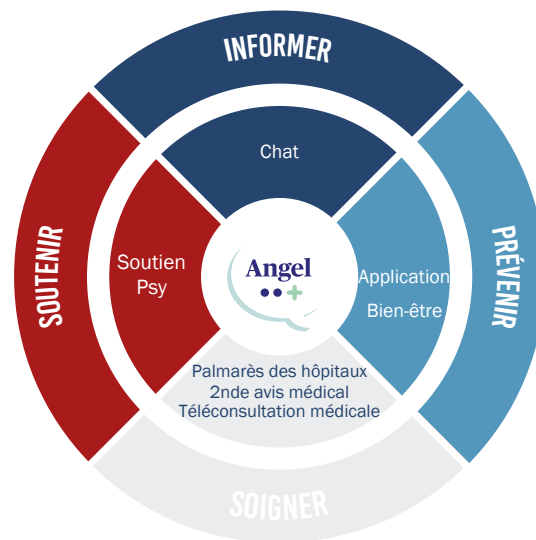 INFORMER
Chat
SOUTENIR
Soutien
Psy
Angel
Application
Bien-être
PRÉVENIR
Palmarès des hôpitaux
2nde avis médical
Téléconsultation médicale
SOIGNER